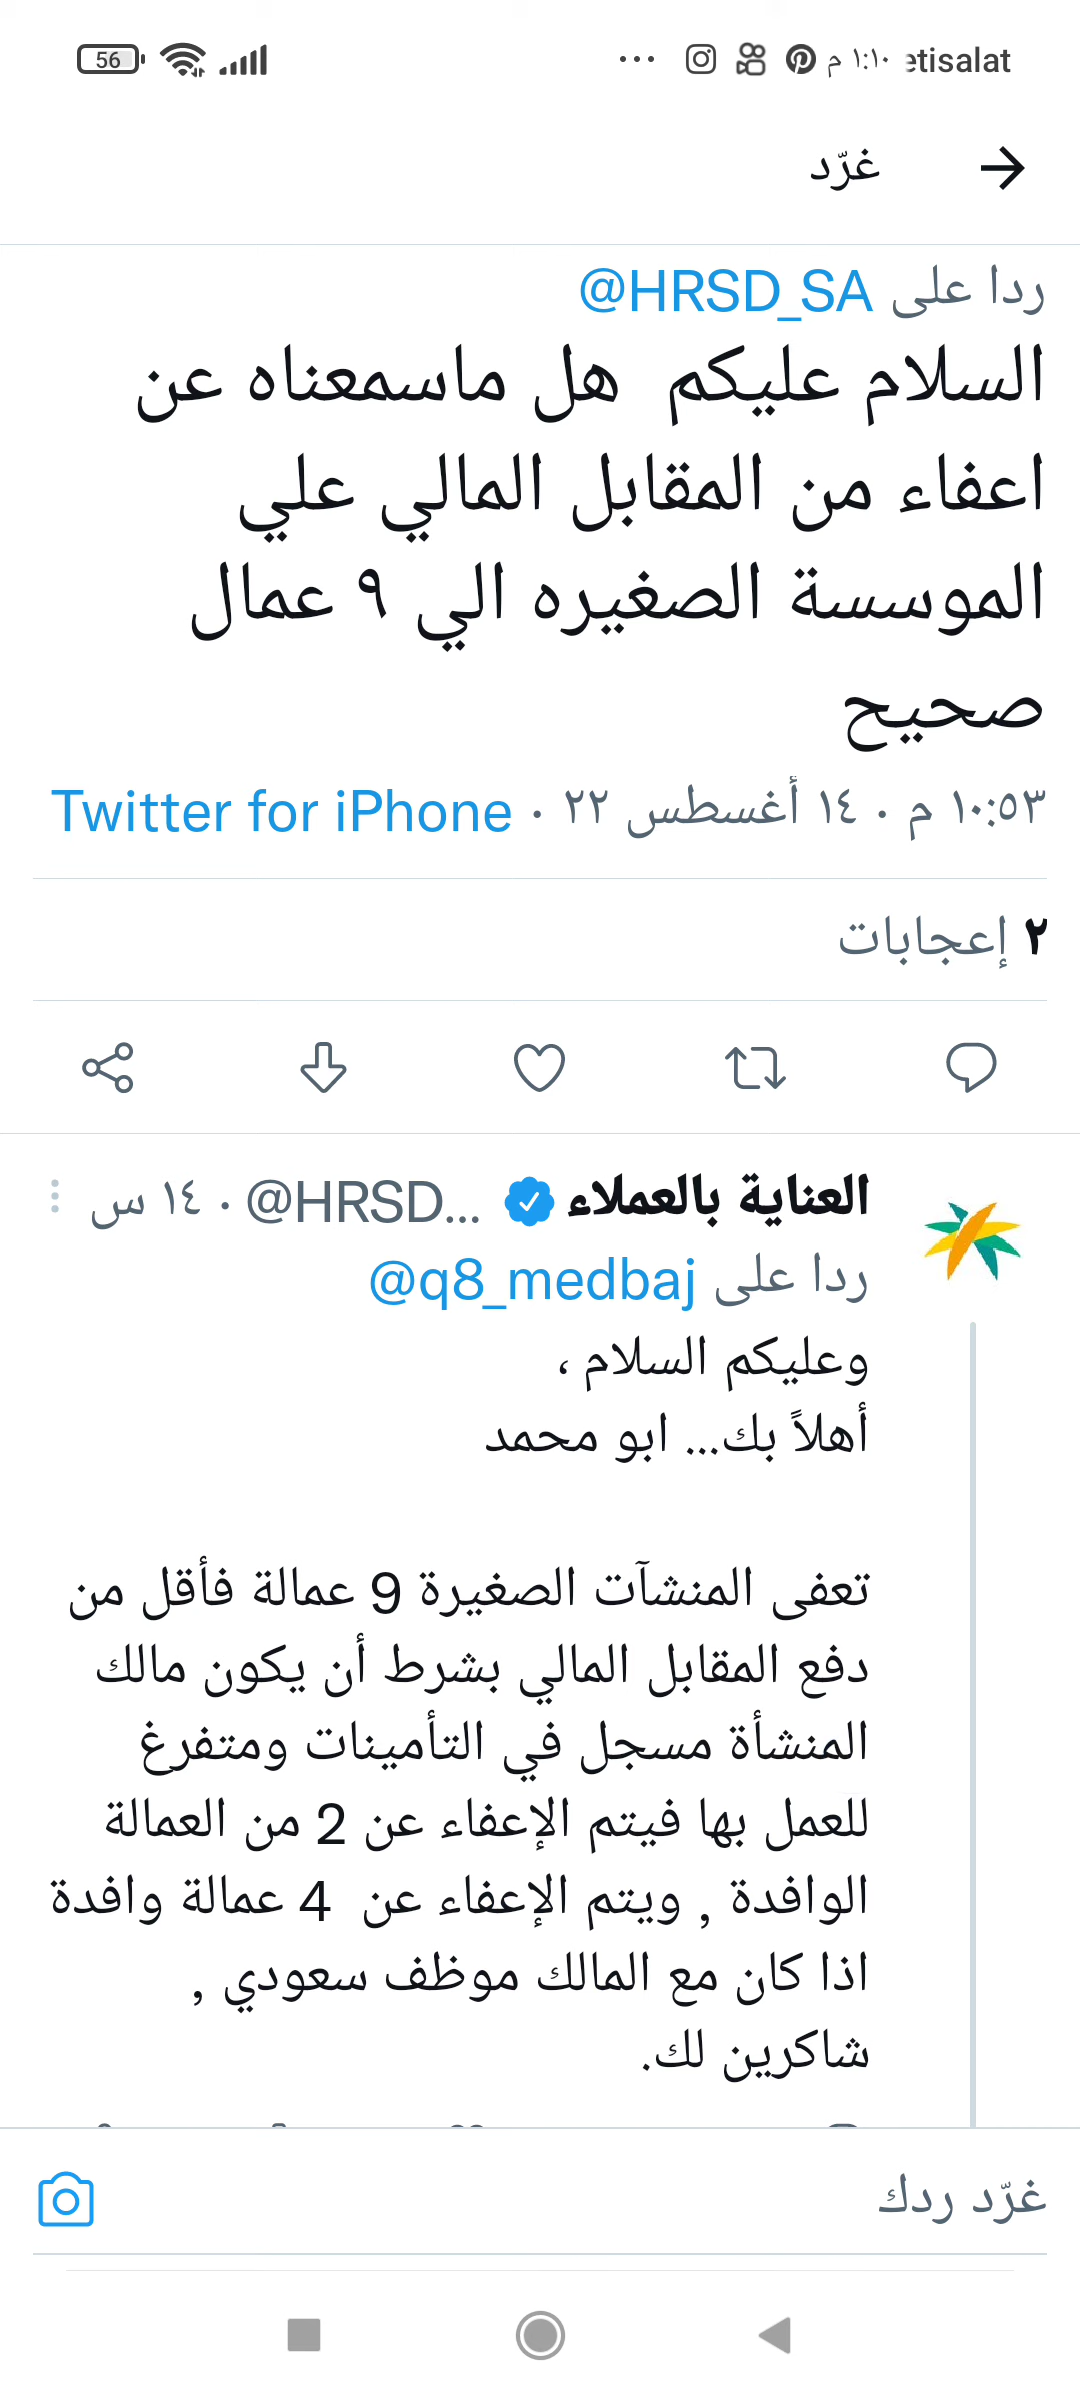 56 ... ١:١٠ م etisalat
غرّد
ردا على @HRSD_SA
السلام عليكم هل ماسمعناه عن
اعفاء من المقابل المالي علي
الموسسة الصغيره الي ٩ عمال
صحيح
١٠:٥٣ م · ١٤ أغسطس ٢٢ · Twitter for iPhone
٢ إعجابات
العناية بالعملاء @HRSD... · ١٤ س
ردا على @q8_medbaj
وعليكم السلام ،
أهلاً بك... ابو محمد
تعفى المنشآت الصغيرة 9 عمالة فأقل من
دفع المقابل المالي بشرط أن يكون مالك
المنشأة مسجل في التأمينات ومتفرغ
للعمل بها فيتم الإعفاء عن 2 من العمالة
الوافدة , ويتم الإعفاء عن 4 عمالة وافدة
اذا كان مع المالك موظف سعودي ,
شاكرين لك.
غرّد ردك